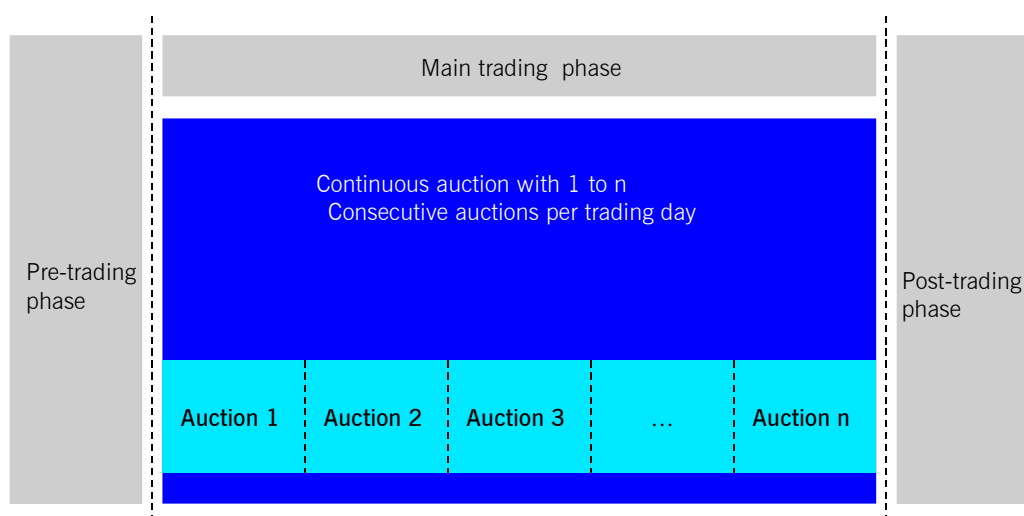 Main trading phase
Continuous auction with 1 to n
Consecutive auctions per trading day
Pre-trading
phase
Post-trading
phase
Auction 1
Auction 2
Auction 3
…
Auction n